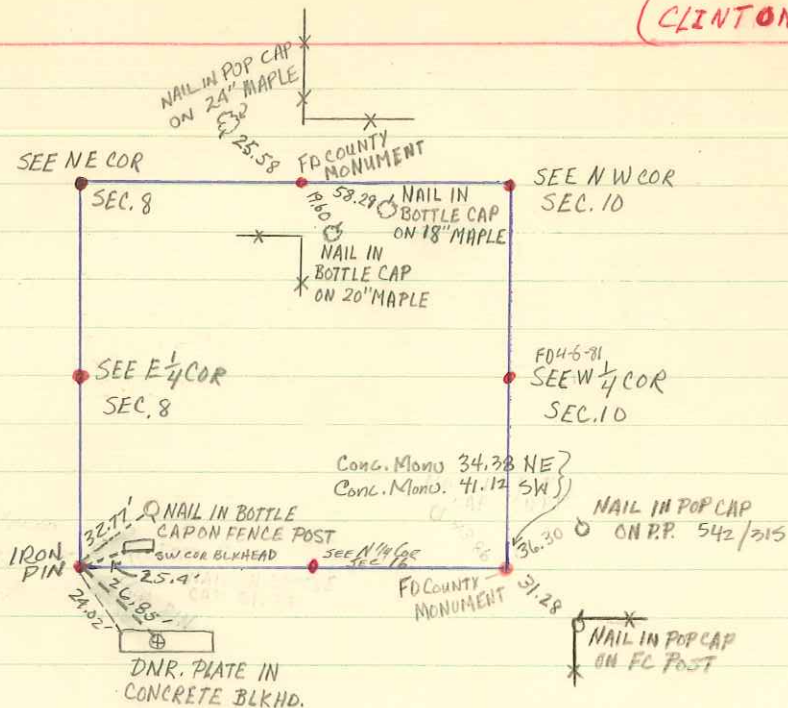 (CLINTON
NAIL IN POP CAP
ON 24" MAPLE
25.58
FD COUNTY
MONUMENT
SEE NE COR
SEC. 8
58.29
19.60
NAIL IN
BOTTLE CAP
ON 18" MAPLE
SEE NW COR
SEC. 10
NAIL IN
BOTTLE CAP
ON 20" MAPLE
SEE E 1/4 COR
SEC. 8
FD 4-6-81
SEE W 1/4 COR
SEC. 10
Conc. Monu 34.38 NE}
Conc. Monu. 41.12 SW}
32.77'
NAIL IN BOTTLE
CAP ON FENCE POST
SW COR BLKHEAD
NAIL IN POP CAP
ON P.P. 542/315
36.30
IRON
PIN
25.4'
SEE N 1/4 COR
SEC 16
FD COUNTY
MONUMENT
31.28
26.85'
24.02'
NAIL IN POP CAP
ON FC POST
DNR. PLATE IN
CONCRETE BLKHD.